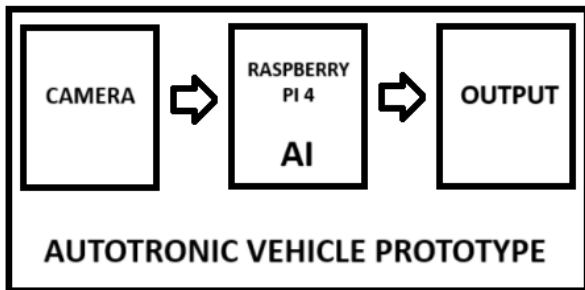 CAMERA
RASPBERRY
PI 4
AI
OUTPUT
AUTOTRONIC VEHICLE PROTOTYPE